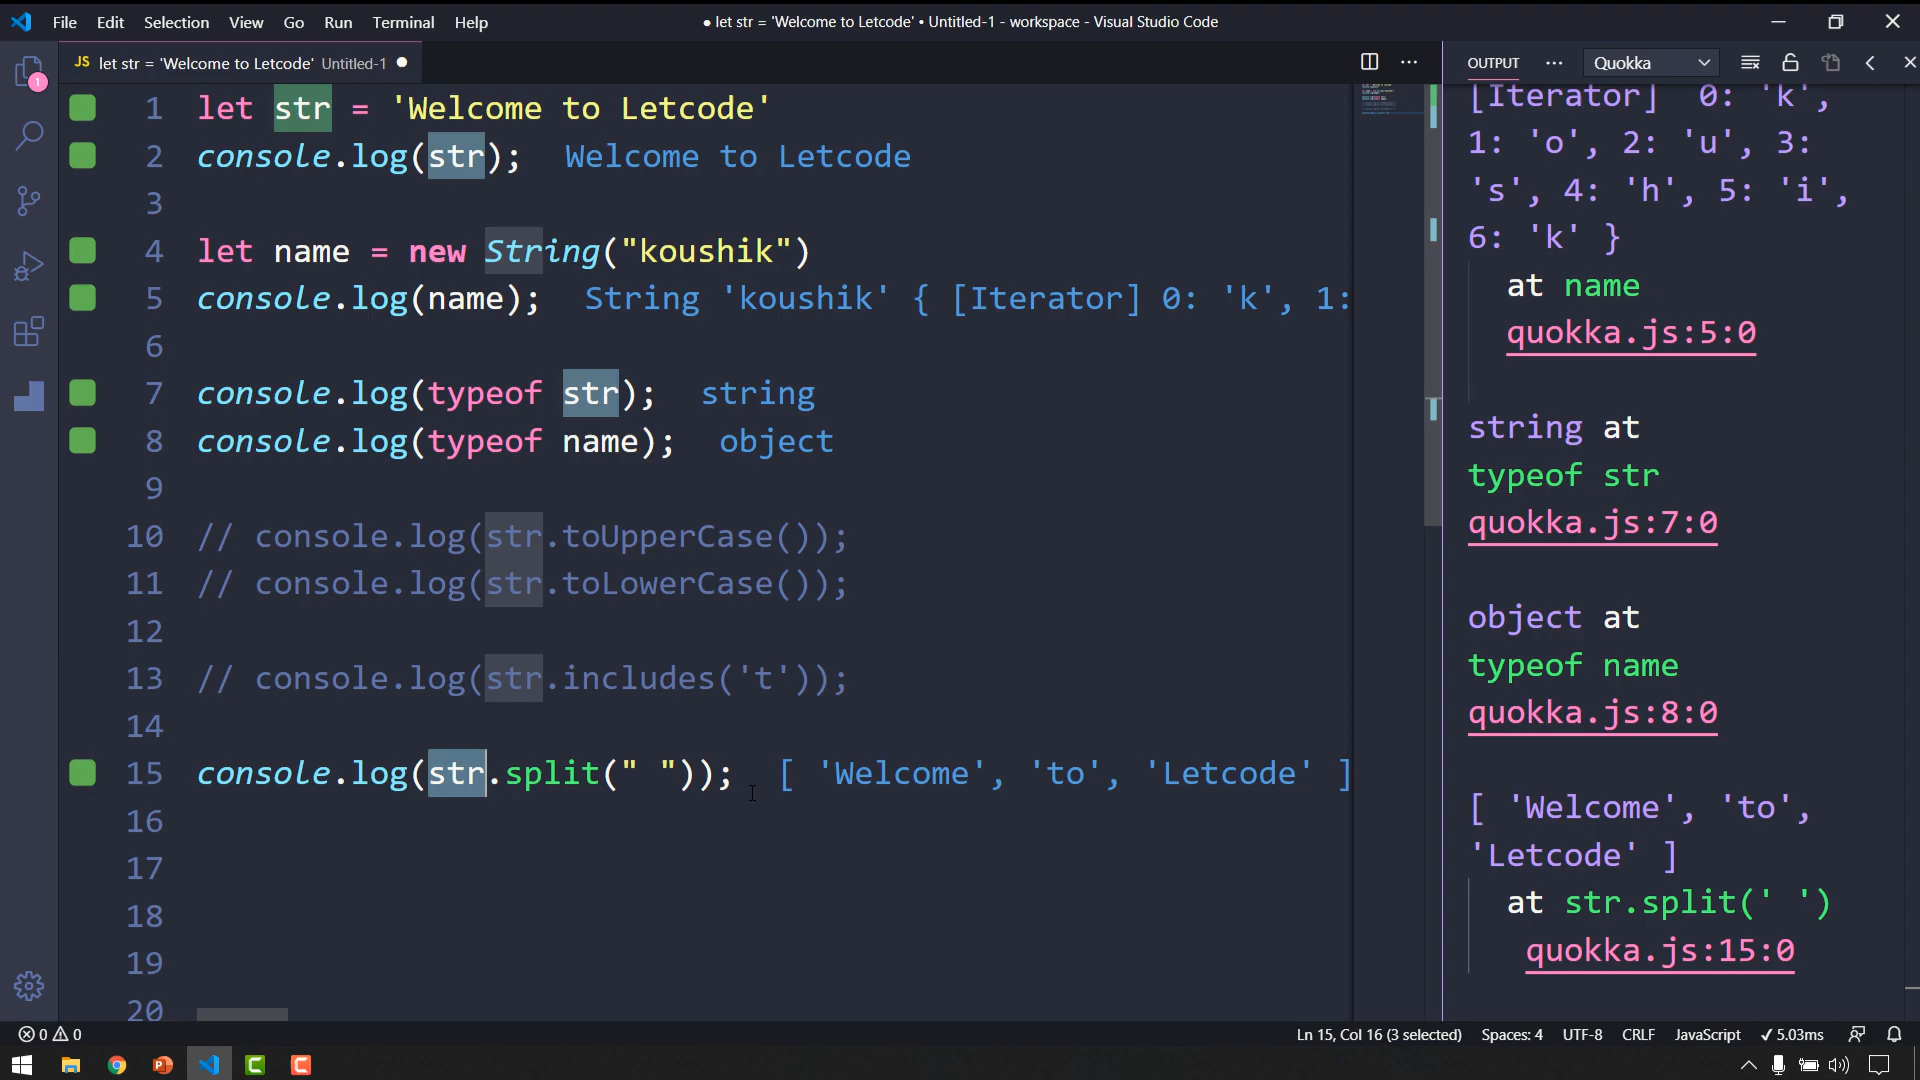 File Edit Selection View Go Run Terminal Help
● let str = 'Welcome to Letcode' • Untitled-1 - workspace - Visual Studio Code
JS let str = 'Welcome to Letcode' Untitled-1 ●
1
1 let str = 'Welcome to Letcode'
2 console.log(str); Welcome to Letcode
3
4 let name = new String("koushik")
5 console.log(name); String 'koushik' { [Iterator] 0: 'k', 1:
6
7 console.log(typeof str); string
8 console.log(typeof name); object
9
10 // console.log(str.toUpperCase());
11 // console.log(str.toLowerCase());
12
13 // console.log(str.includes('t'));
14
15 console.log(str.split(" ")); [ 'Welcome', 'to', 'Letcode' ]
16
17
18
19
20
OUTPUT ... Quokka
[Iterator] 0: 'k',
1: 'o', 2: 'u', 3:
's', 4: 'h', 5: 'i',
6: 'k' }
at name
quokka.js:5:0
string at
typeof str
quokka.js:7:0
object at
typeof name
quokka.js:8:0
[ 'Welcome', 'to',
'Letcode' ]
at str.split(' ')
quokka.js:15:0
0 0
Ln 15, Col 16 (3 selected) Spaces: 4 UTF-8 CRLF JavaScript ✓ 5.03ms